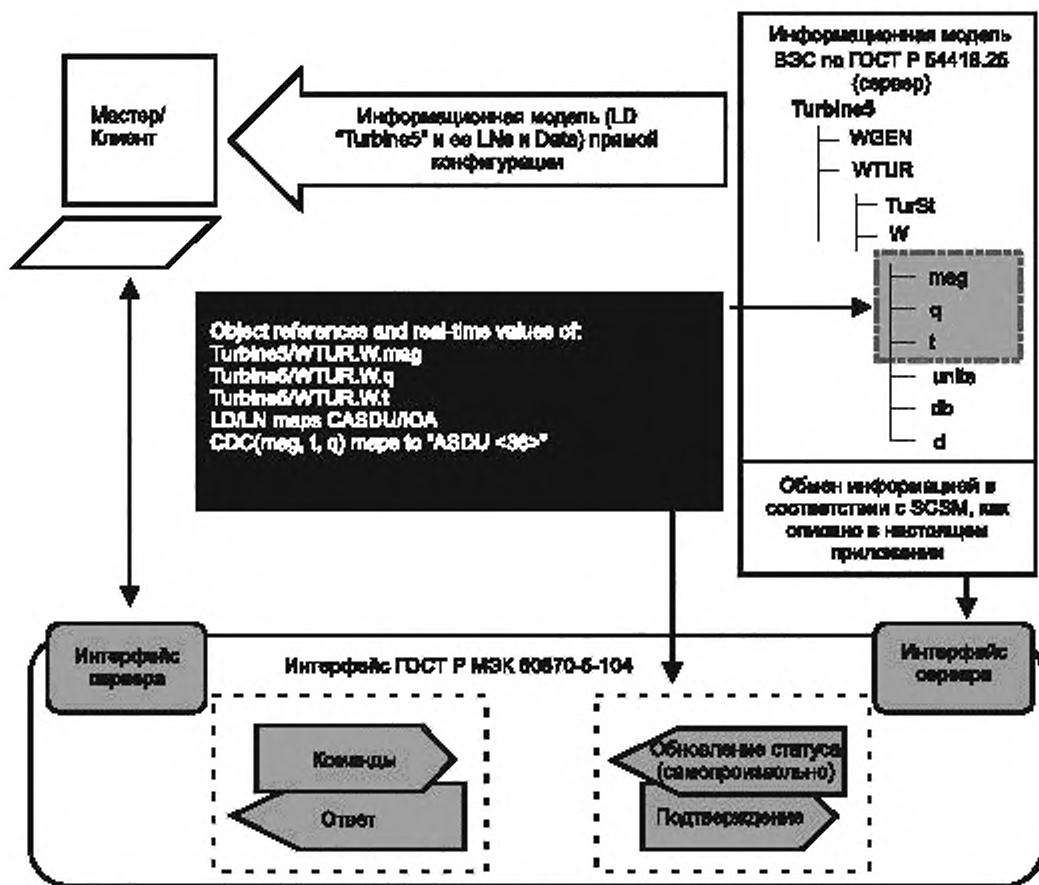 Мастер/
Клиент
Информационная модель (LD
"Turbine5" и ее LNs и Data) прямой
конфигурации
Информационная модель
ВЭС по ГОСТ Р 54418.25
(сервер)
Turbine5
WGEN
WTUR
TurSt
W
mag
q
t
units
db
d
Object references and real-time values of:
Turbine5/WTUR.W.mag
Turbine5/WTUR.W.q
Turbine5/WTUR.W.t
LD/LN maps CASDU/IOA
CDC(mag, t, q) maps to "ASDU <36>"
Обмен информацией в
соответствии с SCSM, как
описано в настоящем
приложении
Интерфейс
сервера
Интерфейс ГОСТ Р МЭК 60870-5-104
Интерфейс
сервера
Команды
Ответ
Обновление статуса
(самопроизвольно)
Подтверждение